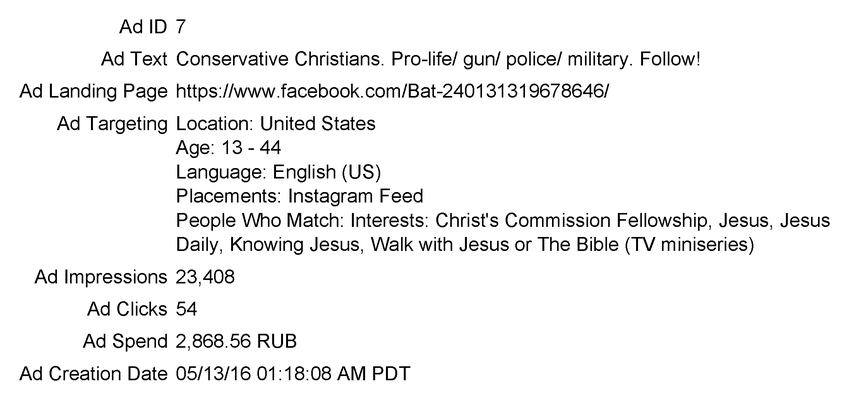 Ad ID 7
Ad Text Conservative Christians. Pro-life/ gun/ police/ military. Follow!
Ad Landing Page https://www.facebook.com/Bat-240131319678646/
Ad Targeting Location: United States
Age: 13 - 44
Language: English (US)
Placements: Instagram Feed
People Who Match: Interests: Christ's Commission Fellowship, Jesus, Jesus
Daily, Knowing Jesus, Walk with Jesus or The Bible (TV miniseries)
Ad Impressions 23,408
Ad Clicks 54
Ad Spend 2,868.56 RUB
Ad Creation Date 05/13/16 01:18:08 AM PDT